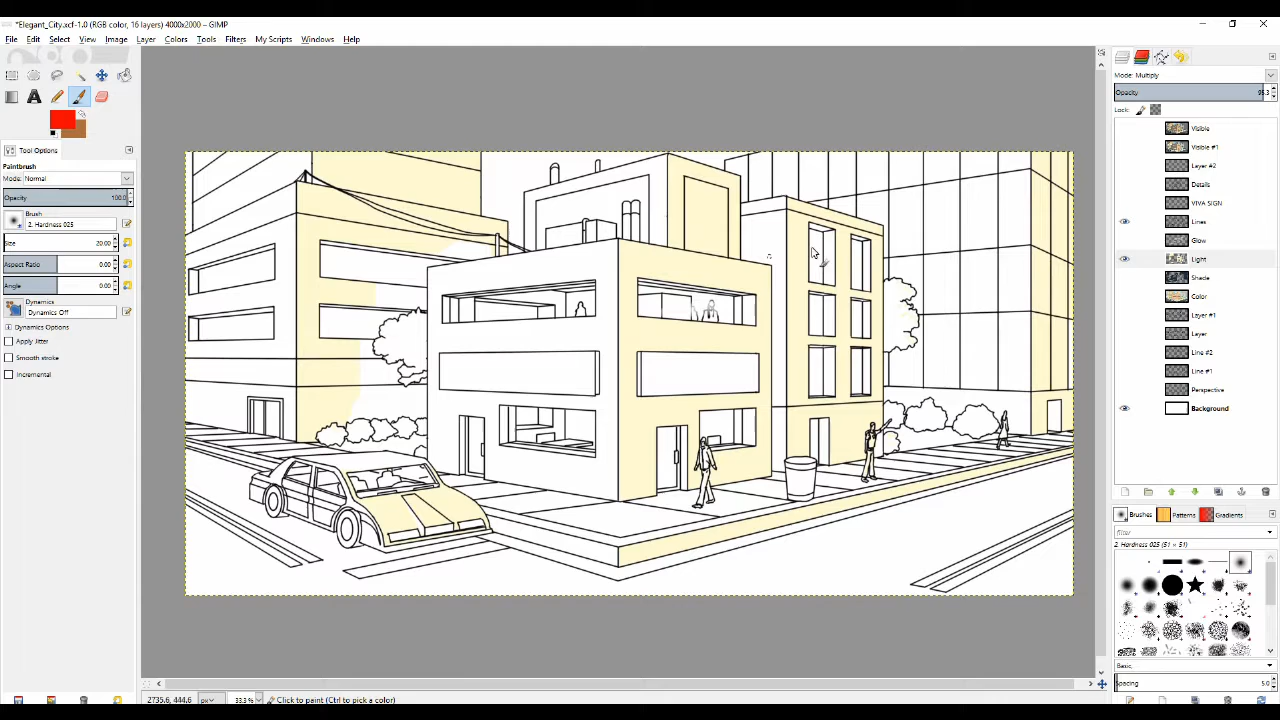 *Elegant_City.xcf-1.0 (RGB color, 16 layers) 4000x2000 – GIMP
File Edit Select View Image Layer Colors Tools Filters My Scripts Windows Help
Tool Options
Paintbrush
Mode: Normal
Opacity 100.0
Brush
2. Hardness 025
Size 20.00
Aspect Ratio 0.00
Angle 0.00
Dynamics
Dynamics Off
Dynamics Options
Apply Jitter
Smooth stroke
Incremental
2735.6, 444.6 px 33.3 % Click to paint (Ctrl to pick a color)
Mode: Multiply
Opacity 95.3
Lock:
Visible
Visible #1
Layer #2
Details
VIVA SIGN
Lines
Glow
Light
Shade
Color
Layer #1
Layer
Line #2
Line #1
Perspective
Background
Brushes Patterns Gradients
filter
2. Hardness 025 (51 × 51)
Basic,
Spacing 5.0